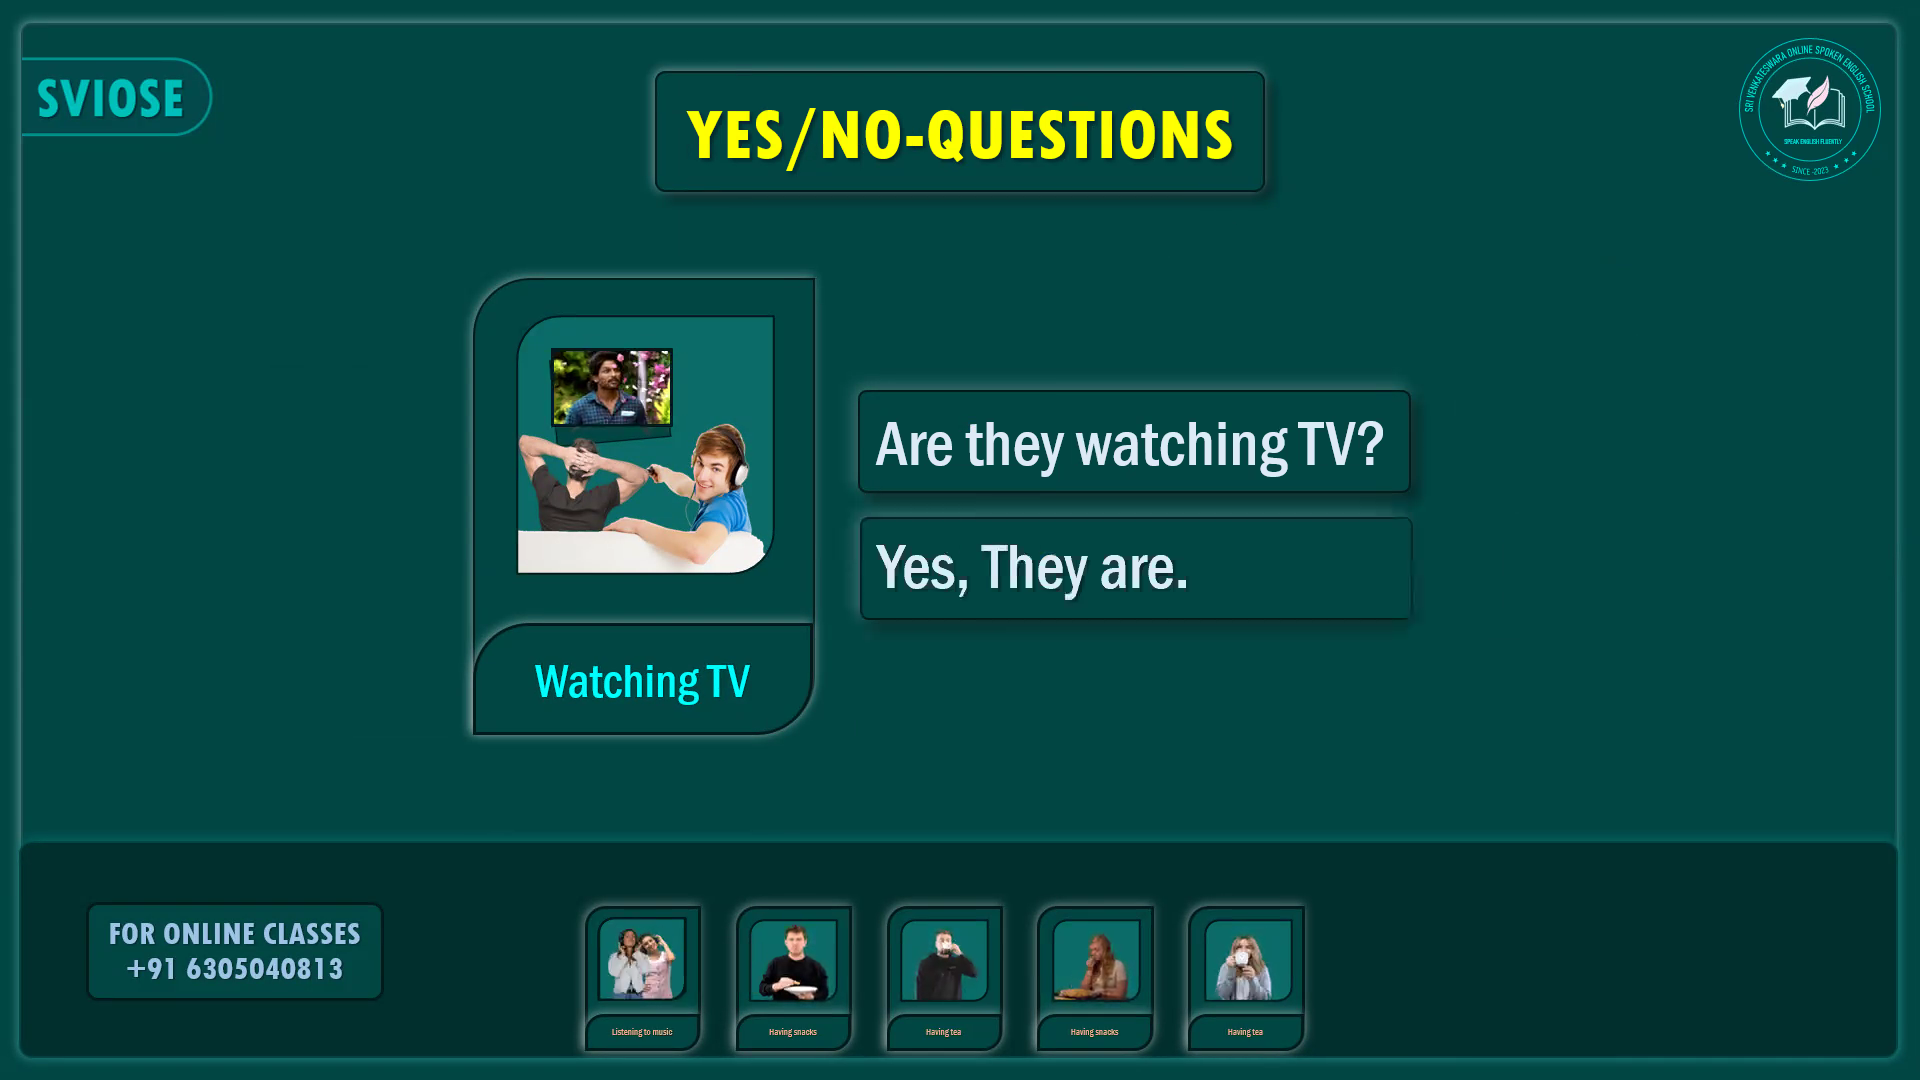 SVIOSE
YES/NO-QUESTIONS
SRI VENKATESWARA ONLINE SPOKEN ENGLISH SCHOOL
SPEAK ENGLISH FLUENTLY
SINCE -2023
Are they watching TV?
Yes, They are.
Watching TV
FOR ONLINE CLASSES
+91 6305040813
Listening to music
Having snacks
Having tea
Having snacks
Having tea